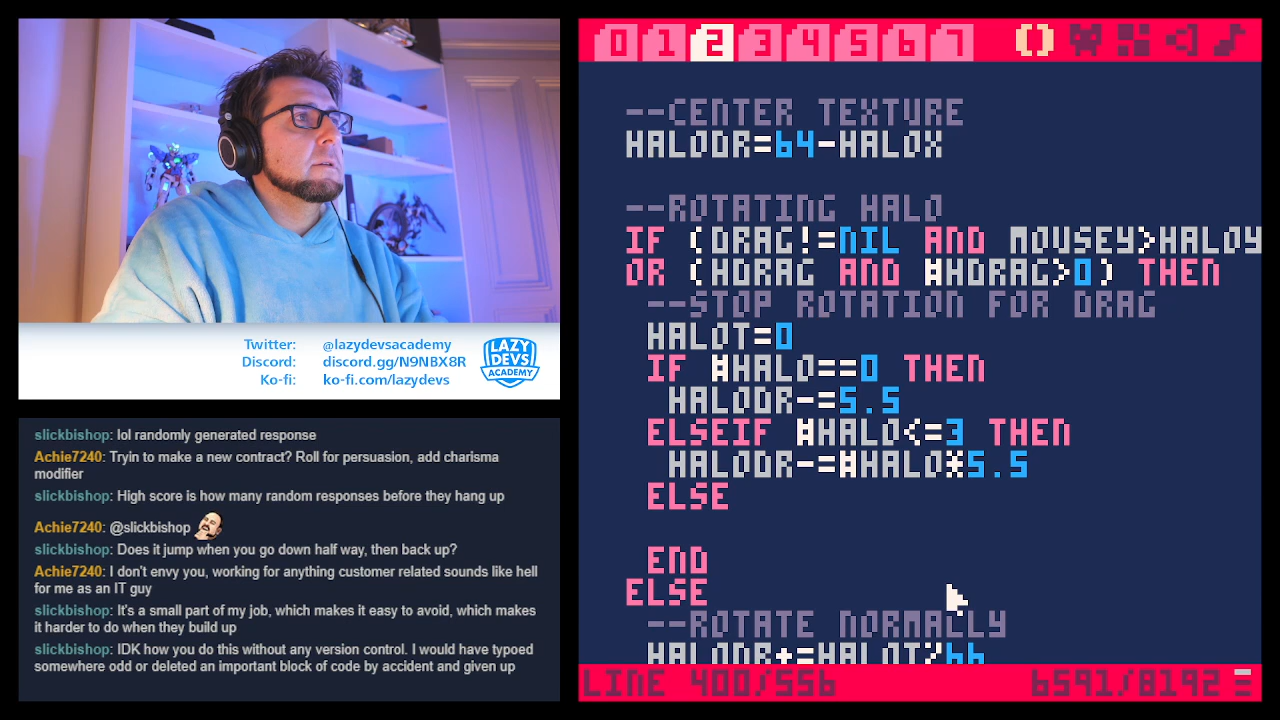 Twitter: @lazydevsacademy
Discord: discord.gg/N9NBX8R
Ko-fi: ko-fi.com/lazydevs
LAZY
DEVS
ACADEMY
slickbishop: lol randomly generated response
Achie7240: Tryin to make a new contract? Roll for persuasion, add charisma
modifier
slickbishop: High score is how many random responses before they hang up
Achie7240: @slickbishop
slickbishop: Does it jump when you go down half way, then back up?
Achie7240: I don't envy you, working for anything customer related sounds like hell
for me as an IT guy
slickbishop: It's a small part of my job, which makes it easy to avoid, which makes
it harder to do when they build up
slickbishop: IDK how you do this without any version control. I would have typoed
somewhere odd or deleted an important block of code by accident and given up
0 1 2 3 4 5 6 7 ()
--CENTER TEXTURE
HALODR=64-HALOX
--ROTATING HALO
IF (DRAG!=NIL AND MOUSEY>HALOY
OR (HDRAG AND #HDRAG>0) THEN
--STOP ROTATION FOR DRAG
HALOT=0
IF #HALO==0 THEN
HALODR-=5.5
ELSEIF #HALO<=3 THEN
HALODR-=#HALO*5.5
ELSE
END
ELSE
--ROTATE NORMALLY
HALODR+=HALOT%66
LINE 400/556
6591/8192